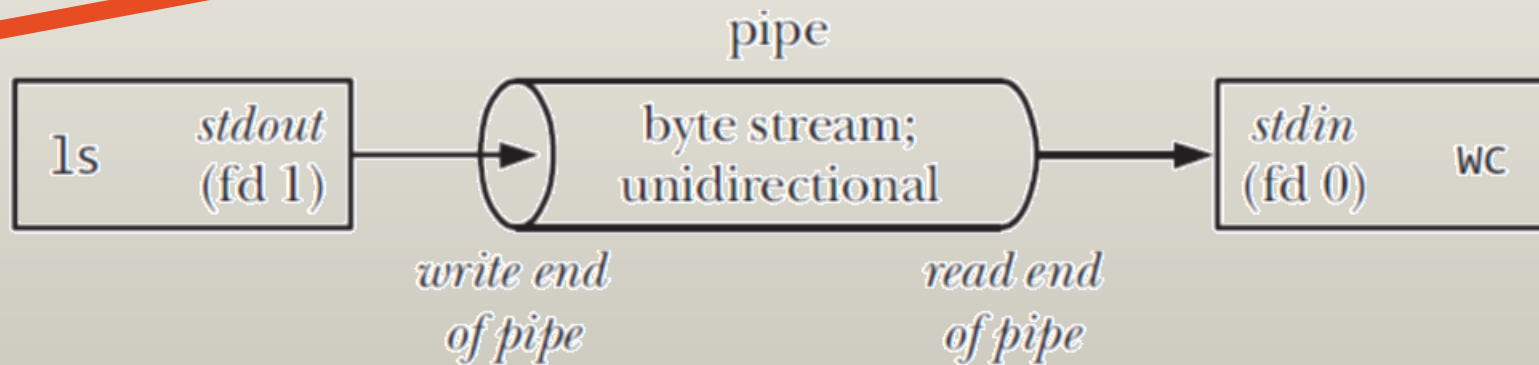 pipe
ls
stdout
(fd 1)
byte stream;
unidirectional
stdin
(fd 0)
wc
write end
of pipe
read end
of pipe